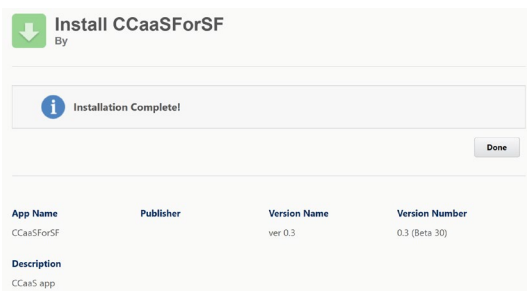 Install CCaaSForSF
By
Installation Complete!
Done
App Name Publisher Version Name Version Number
CCaaSForSF ver 0.3 0.3 (Beta 30)
Description
CCaaS app